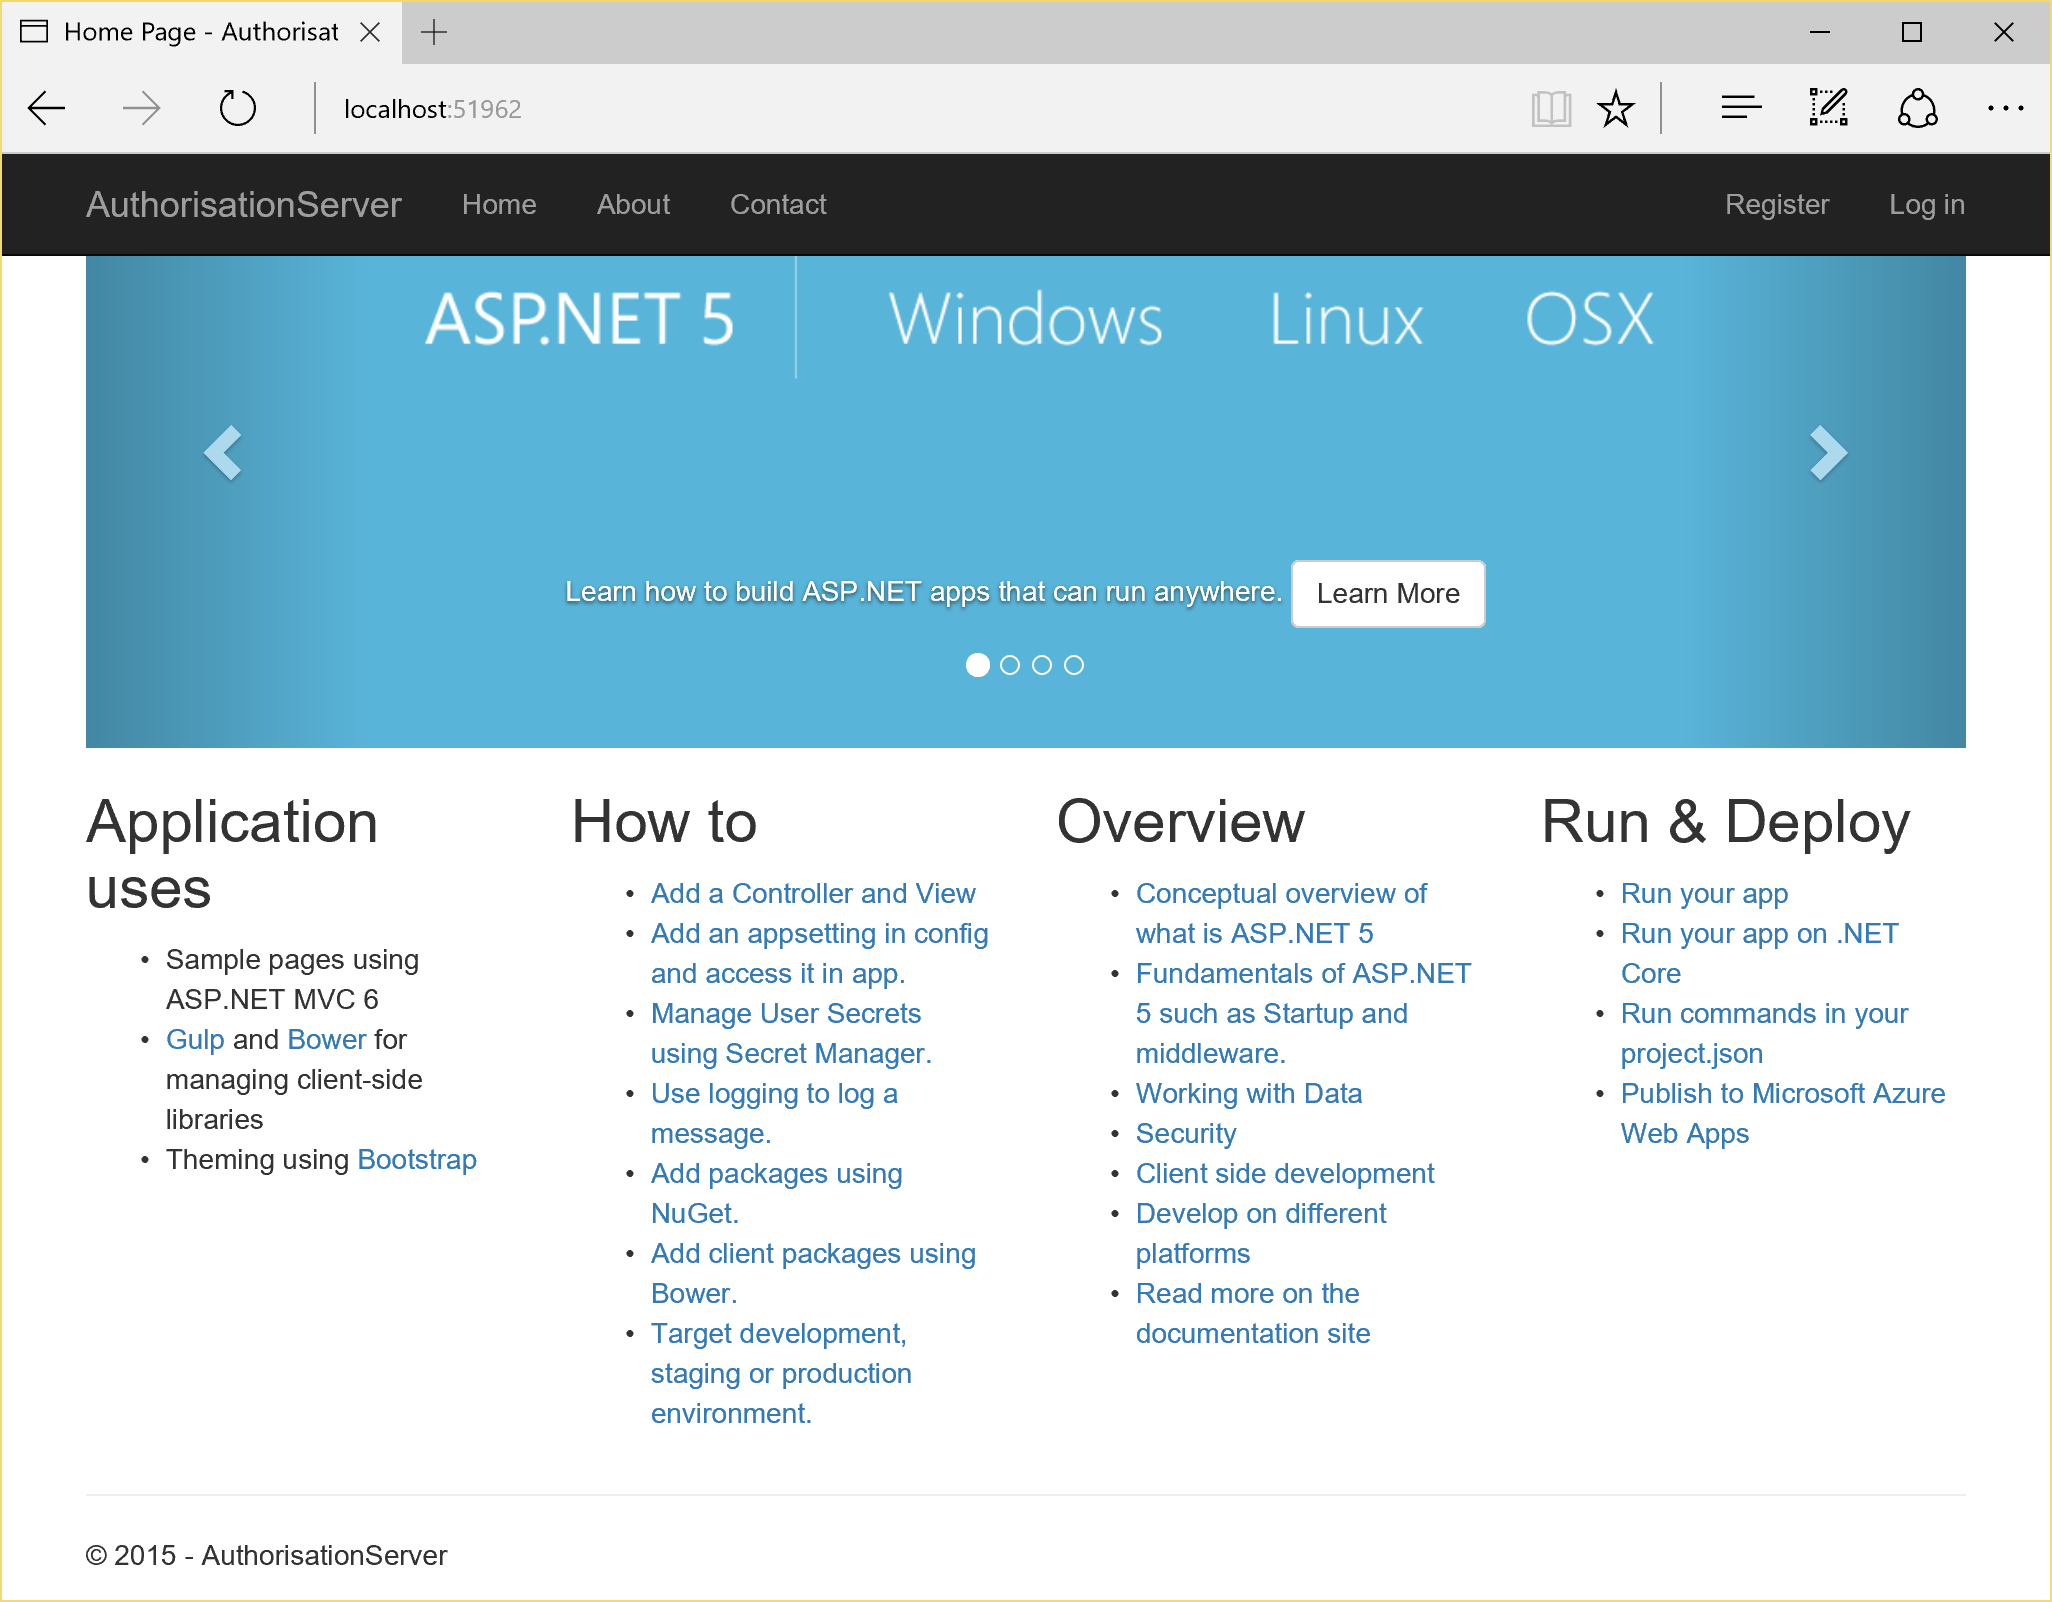 Home Page - Authorisat
localhost:51962
AuthorisationServer Home About Contact Register Log in
ASP.NET 5 Windows Linux OSX
Learn how to build ASP.NET apps that can run anywhere. Learn More
Application
uses
• Sample pages using
ASP.NET MVC 6
• Gulp and Bower for
managing client-side
libraries
• Theming using Bootstrap
How to
• Add a Controller and View
• Add an appsetting in config
and access it in app.
• Manage User Secrets
using Secret Manager.
• Use logging to log a
message.
• Add packages using
NuGet.
• Add client packages using
Bower.
• Target development,
staging or production
environment.
Overview
• Conceptual overview of
what is ASP.NET 5
• Fundamentals of ASP.NET
5 such as Startup and
middleware.
• Working with Data
• Security
• Client side development
• Develop on different
platforms
• Read more on the
documentation site
Run & Deploy
• Run your app
• Run your app on .NET
Core
• Run commands in your
project.json
• Publish to Microsoft Azure
Web Apps
© 2015 - AuthorisationServer